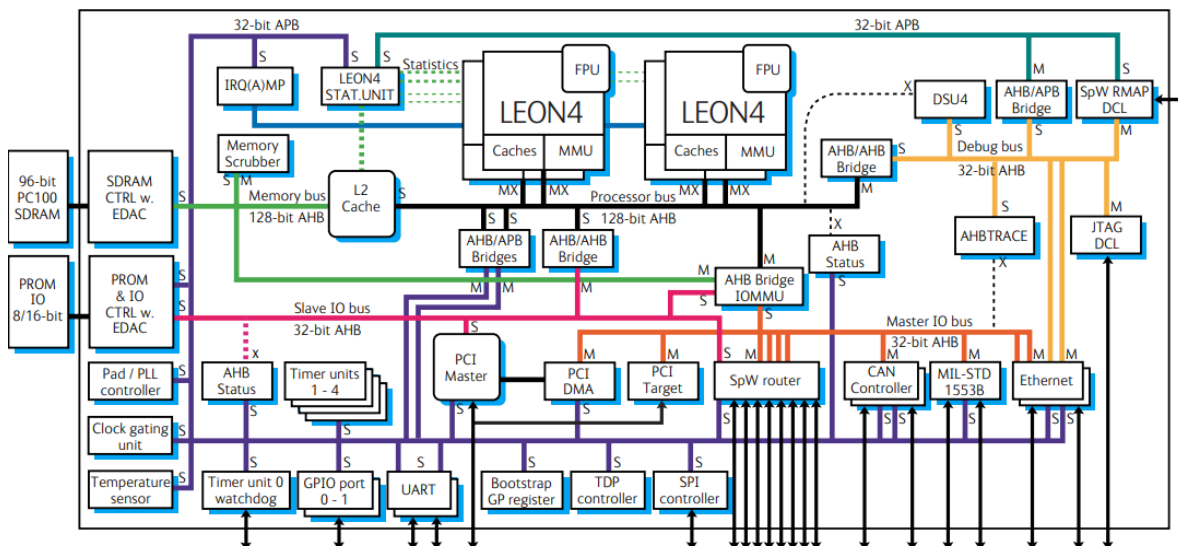 32-bit APB
32-bit APB
S
S
S
Statistics
FPU
FPU
M
S
X
IRQ(A)MP
LEON4
STAT.UNIT
LEON4
LEON4
DSU4
AHB/APB
Bridge
SpW RMAP
DCL
S
S
M
Debug bus
32-bit AHB
Memory
Scrubber
S
M
Caches
MMU
Caches
MMU
AHB/AHB
Bridge
S
M
96-bit
PC100
SDRAM
SDRAM
CTRL w.
EDAC
S
Memory bus
128-bit AHB
L2
Cache
S
MX
MX
MX
MX
Processor bus
128-bit AHB
S
S
S
X
S
M
AHB/APB
Bridges
AHB/AHB
Bridge
M
M
AHB Bridge
IOMMU
S
S
AHB
Status
S
AHBTRACE
X
JTAG
DCL
PROM
IO
8/16-bit
PROM
& IO
CTRL w.
EDAC
S
S
M
M
M
Slave IO bus
32-bit AHB
Master IO bus
32-bit AHB
X
S
M
M
S
M
M
M
M
M
Pad / PLL
controller
S
AHB
Status
S
Timer units
1 - 4
S
PCI
Master
S
PCI
DMA
S
PCI
Target
SpW router
S
CAN
Controller
S
S
MIL-STD
1553B
S
Ethernet
S
S
Clock gating
unit
S
Temperature
sensor
S
S
Timer unit 0
watchdog
S
GPIO port
0 - 1
S
UART
S
Bootstrap
GP register
S
TDP
controller
S
SPI
controller